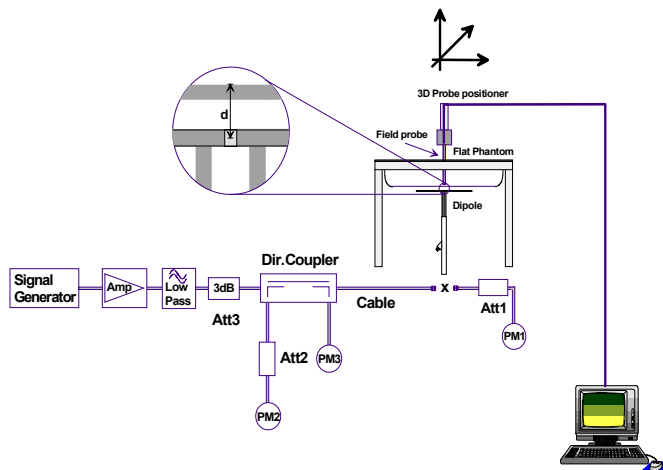 3D Probe positioner
d
Field probe
Flat Phantom
Dipole
Signal
Generator
Amp
Low
Pass
3dB
Att3
Dir.Coupler
Cable
x
Att1
PM1
Att2
PM3
PM2